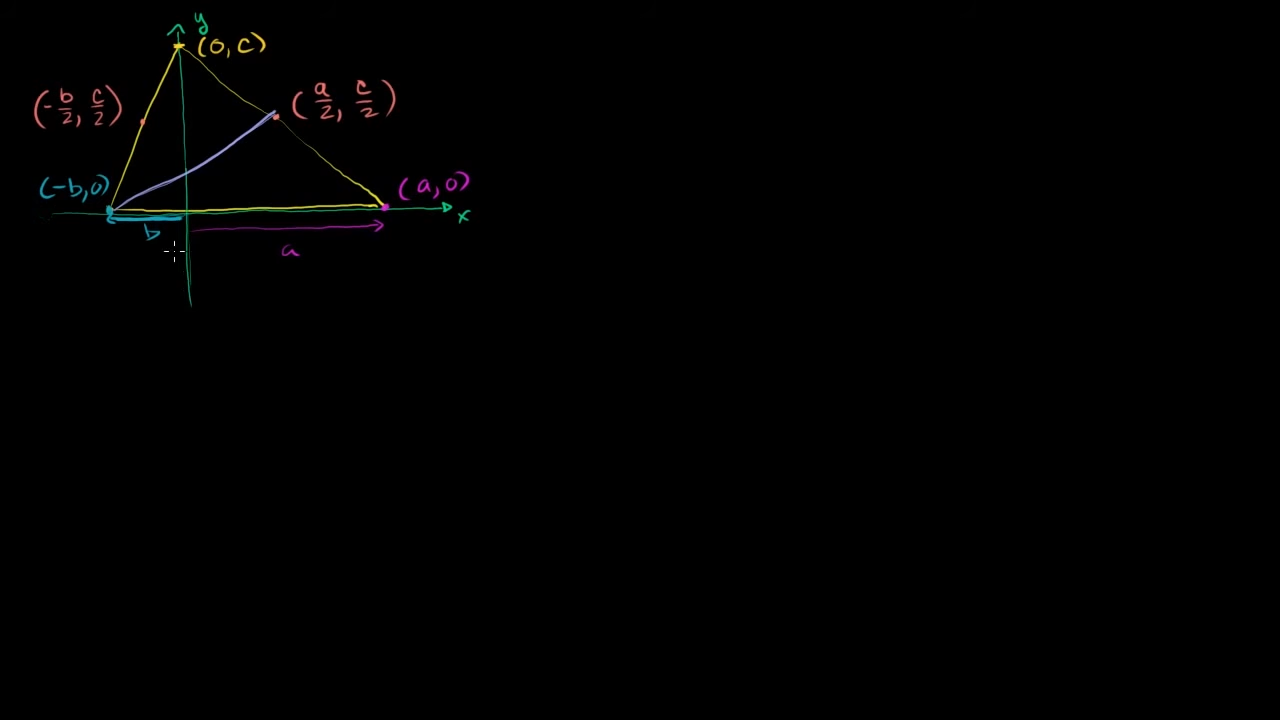 y
(0, c)
(-b/2, c/2)
(a/2, c/2)
(-b, 0)
(a, 0)
x
b
a